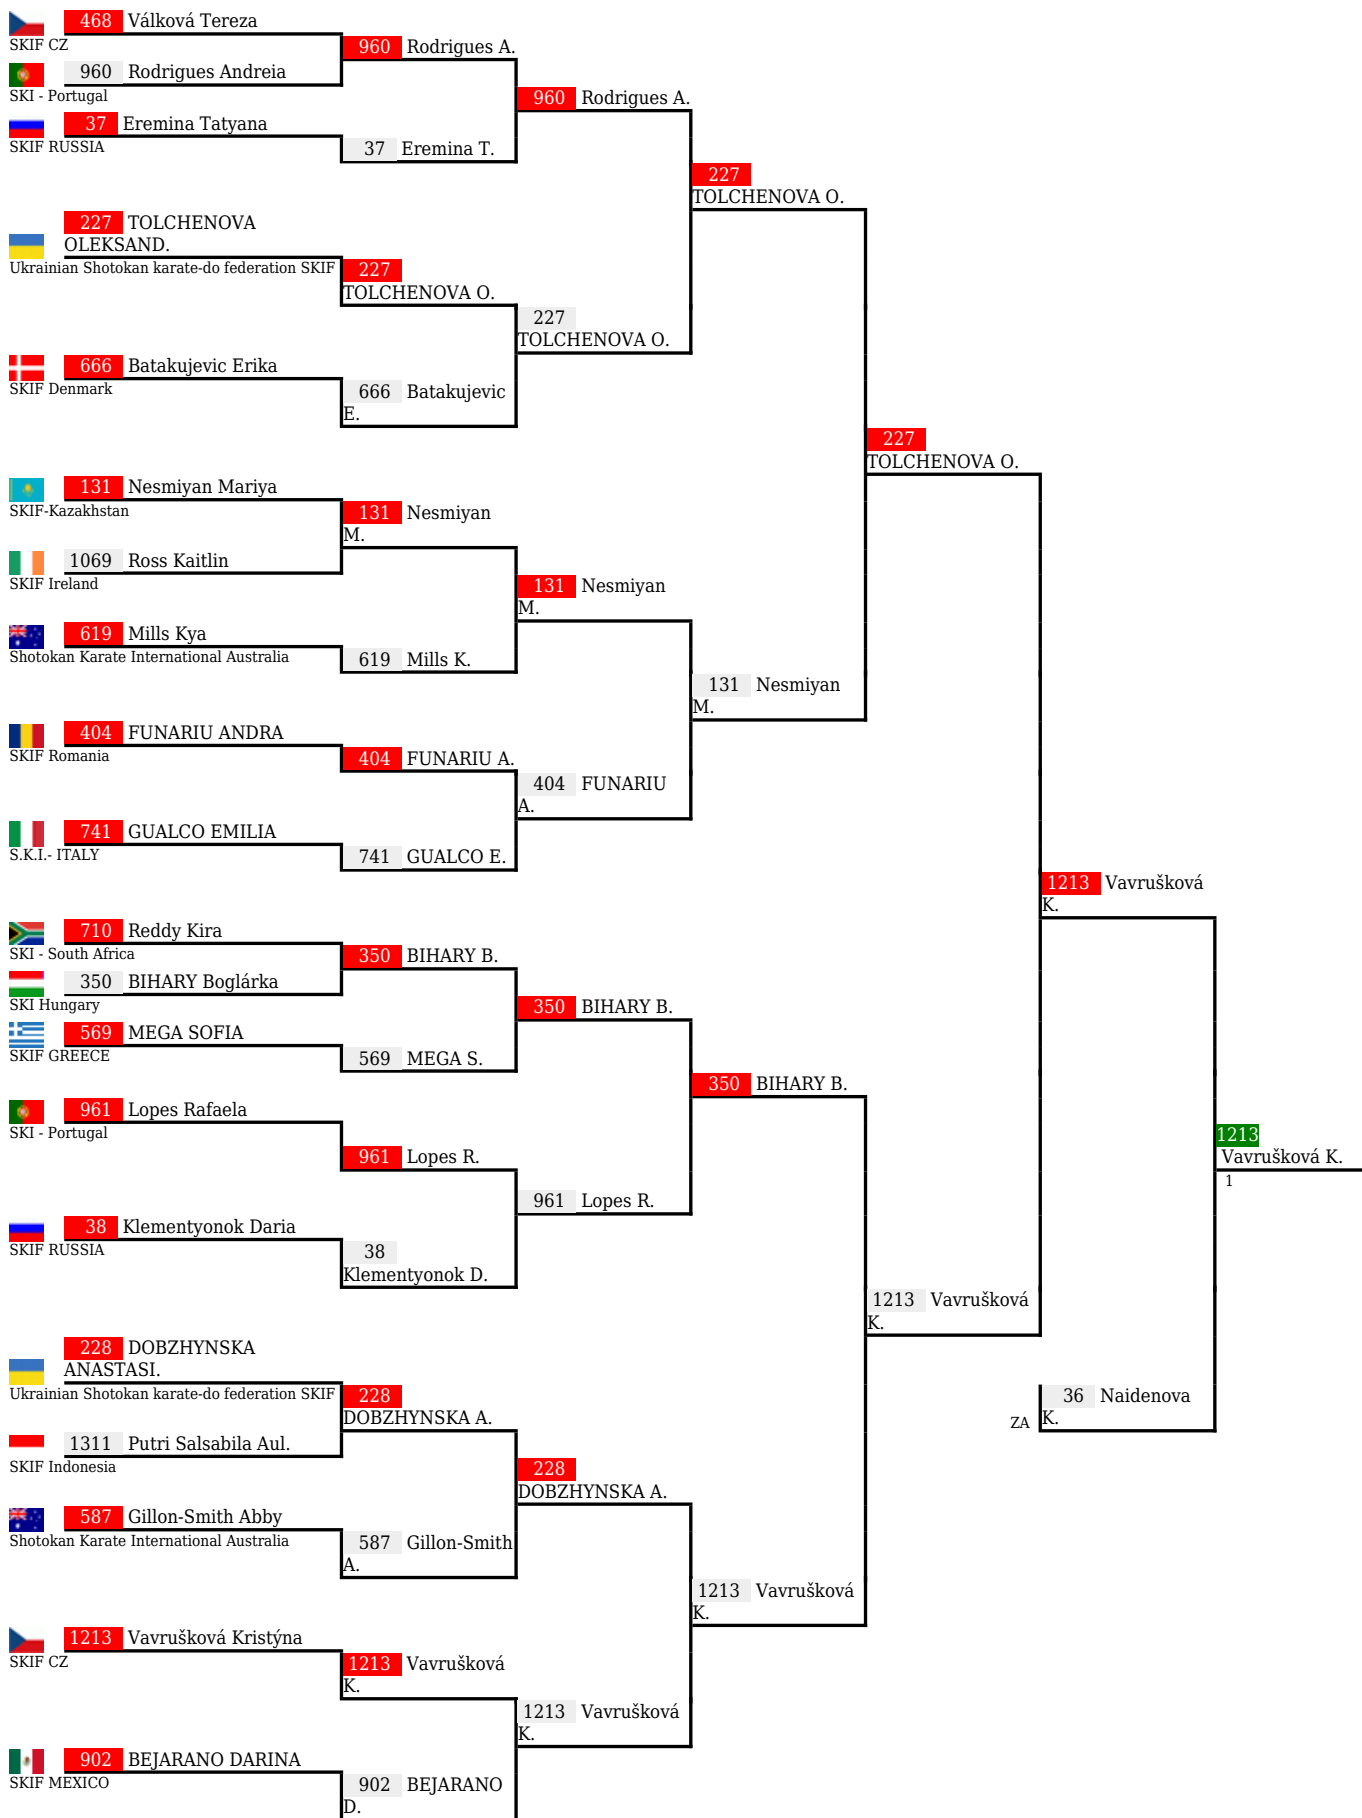 468 Válková Tereza
SKIF CZ
960 Rodrigues A.
960 Rodrigues Andreia
SKI - Portugal
960 Rodrigues A.
37 Eremina Tatyana
SKIF RUSSIA
37 Eremina T.
227
TOLCHENOVA O.
227 TOLCHENOVA
OLEKSAND.
Ukrainian Shotokan karate-do federation SKIF
227
TOLCHENOVA O.
227
TOLCHENOVA O.
666 Batakujevic Erika
SKIF Denmark
666 Batakujevic
E.
227
TOLCHENOVA O.
131 Nesmiyan Mariya
SKIF-Kazakhstan
131 Nesmiyan
M.
1069 Ross Kaitlin
SKIF Ireland
131 Nesmiyan
M.
619 Mills Kya
Shotokan Karate International Australia
619 Mills K.
131 Nesmiyan
M.
404 FUNARIU ANDRA
SKIF Romania
404 FUNARIU A.
404 FUNARIU
A.
741 GUALCO EMILIA
S.K.I.- ITALY
741 GUALCO E.
1213 Vavrušková
K.
710 Reddy Kira
SKI - South Africa
350 BIHARY B.
350 BIHARY Boglárka
SKI Hungary
350 BIHARY B.
569 MEGA SOFIA
SKIF GREECE
569 MEGA S.
350 BIHARY B.
961 Lopes Rafaela
SKI - Portugal
961 Lopes R.
1213
Vavrušková K.
1
961 Lopes R.
38 Klementyonok Daria
SKIF RUSSIA
38
Klementyonok D.
1213 Vavrušková
K.
228 DOBZHYNSKA
ANASTASI.
Ukrainian Shotokan karate-do federation SKIF
228
DOBZHYNSKA A.
36 Naidenova
ZA K.
1311 Putri Salsabila Aul.
SKIF Indonesia
228
DOBZHYNSKA A.
587 Gillon-Smith Abby
Shotokan Karate International Australia
587 Gillon-Smith
A.
1213 Vavrušková
K.
1213 Vavrušková Kristýna
SKIF CZ
1213 Vavrušková
K.
1213 Vavrušková
K.
902 BEJARANO DARINA
SKIF MEXICO
902 BEJARANO
D.